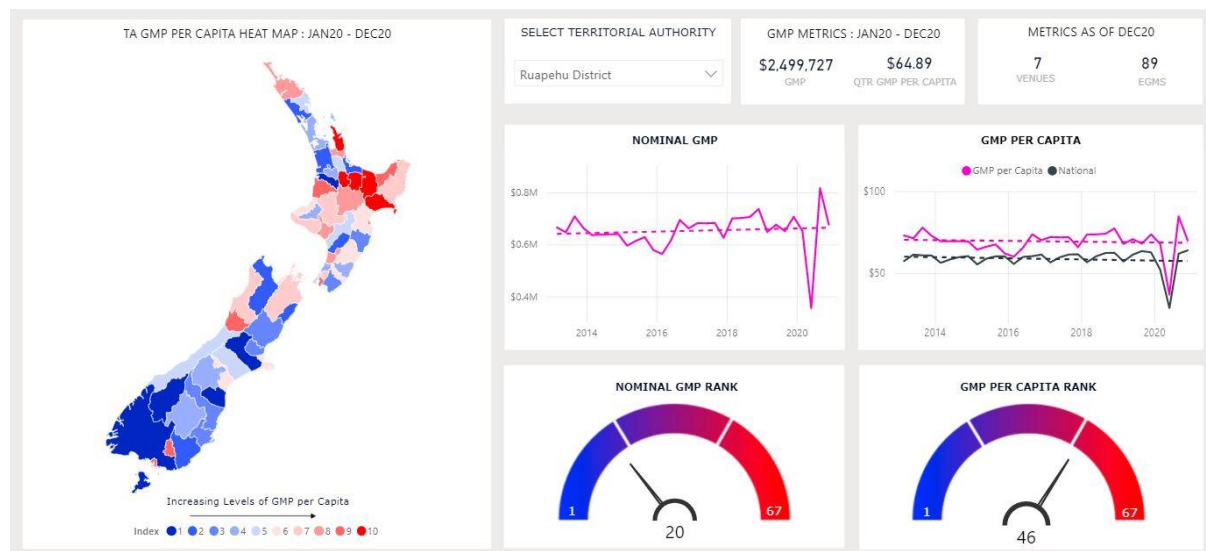 TA GMP PER CAPITA HEAT MAP : JAN20 - DEC20
Increasing Levels of GMP per Capita
Index 1 2 3 4 5 6 7 8 9 10
SELECT TERRITORIAL AUTHORITY
Ruapehu District
GMP METRICS : JAN20 - DEC20
$2,499,727 $64.89
GMP QTR GMP PER CAPITA
METRICS AS OF DEC20
7 89
VENUES EGMS
NOMINAL GMP
$0.8M
$0.6M
$0.4M
2014 2016 2018 2020
GMP PER CAPITA
GMP per Capita National
$100
$50
2014 2016 2018 2020
NOMINAL GMP RANK
1 67
20
GMP PER CAPITA RANK
1 67
46